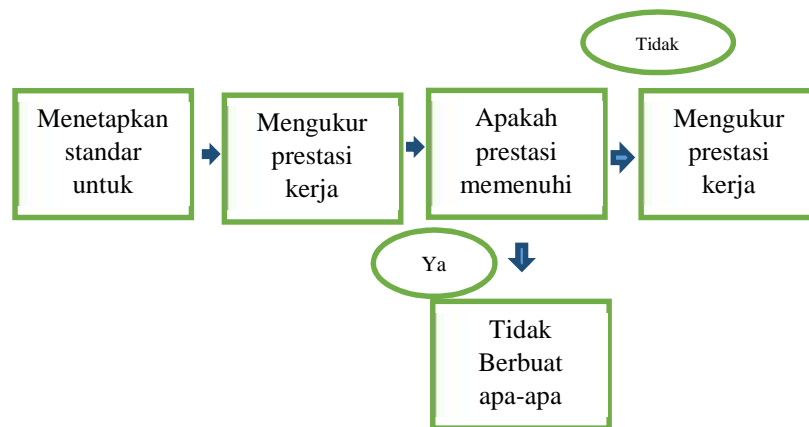 Tidak
Menetapkan
standar
untuk
Mengukur
prestasi
kerja
Apakah
prestasi
memenuhi
Mengukur
prestasi
kerja
Ya
Tidak
Berbuat
apa-apa